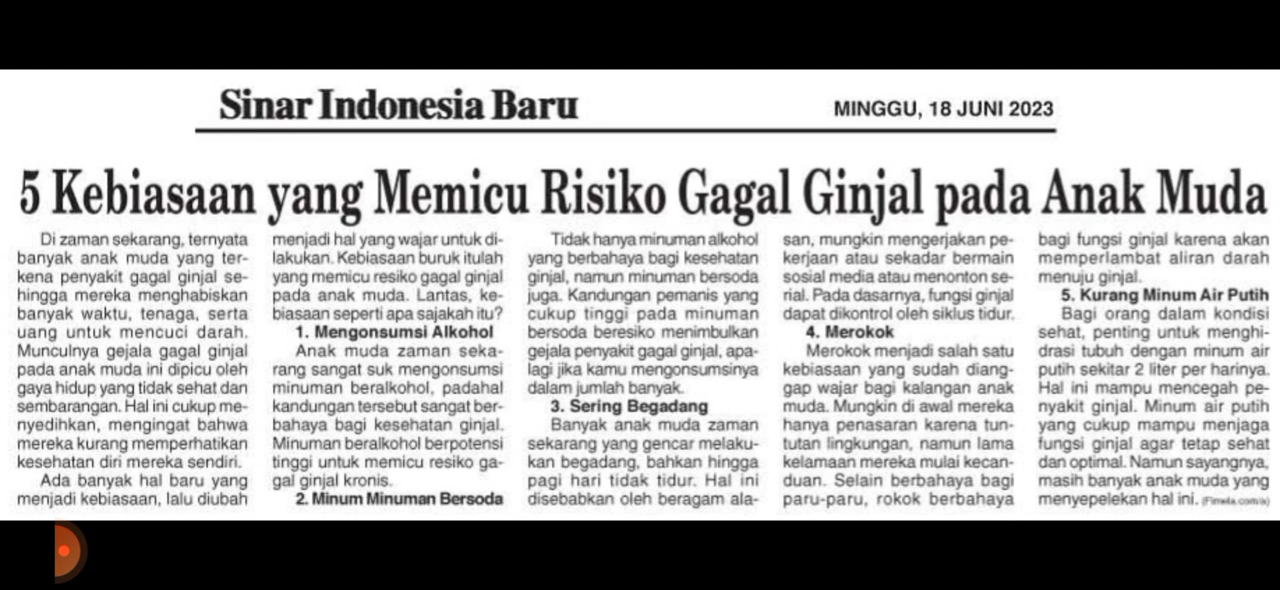 Sinar Indonesia Baru
MINGGU, 18 JUNI 2023
5 Kebiasaan yang Memicu Risiko Gagal Ginjal pada Anak Muda
Di zaman sekarang, ternyata
banyak anak muda yang ter-
kena penyakit gagal ginjal se-
hingga mereka menghabiskan
banyak waktu, tenaga, serta
uang untuk mencuci darah.
Munculnya gejala gagal ginjal
pada anak muda ini dipicu oleh
gaya hidup yang tidak sehat dan
sembarangan. Hal ini cukup me-
nyedihkan, mengingat bahwa
mereka kurang memperhatikan
kesehatan diri mereka sendiri.
Ada banyak hal baru yang
menjadi kebiasaan, lalu diubah
menjadi hal yang wajar untuk di-
lakukan. Kebiasaan buruk itulah
yang memicu resiko gagal ginjal
pada anak muda. Lantas, ke-
biasaan seperti apa sajakah itu?
1. Mengonsumsi Alkohol
Anak muda zaman seka-
rang sangat suk mengonsumsi
minuman beralkohol, padahal
kandungan tersebut sangat ber-
bahaya bagi kesehatan ginjal.
Minuman beralkohol berpotensi
tinggi untuk memicu resiko ga-
gal ginjal kronis.
2. Minum Minuman Bersoda
Tidak hanya minuman alkohol
yang berbahaya bagi kesehatan
ginjal, namun minuman bersoda
juga. Kandungan pemanis yang
cukup tinggi pada minuman
bersoda beresiko menimbulkan
gejala penyakit gagal ginjal, apa-
lagi jika kamu mengonsumsinya
dalam jumlah banyak.
3. Sering Begadang
Banyak anak muda zaman
sekarang yang gencar melaku-
kan begadang, bahkan hingga
pagi hari tidak tidur. Hal ini
disebabkan oleh beragam ala-
san, mungkin mengerjakan pe-
kerjaan atau sekadar bermain
sosial media atau menonton se-
rial. Pada dasarnya, fungsi ginjal
dapat dikontrol oleh siklus tidur.
4. Merokok
Merokok menjadi salah satu
kebiasaan yang sudah diang-
gap wajar bagi kalangan anak
muda. Mungkin di awal mereka
hanya penasaran karena tun-
tutan lingkungan, namun lama
kelamaan mereka mulai kecan-
duan. Selain berbahaya bagi
paru-paru, rokok berbahaya
bagi fungsi ginjal karena akan
memperlambat aliran darah
menuju ginjal.
5. Kurang Minum Air Putih
Bagi orang dalam kondisi
sehat, penting untuk menghi-
drasi tubuh dengan minum air
putih sekitar 2 liter per harinya.
Hal ini mampu mencegah pe-
nyakit ginjal. Minum air putih
yang cukup mampu menjaga
fungsi ginjal agar tetap sehat
dan optimal. Namun sayangnya,
masih banyak anak muda yang
menyepelekan hal ini.